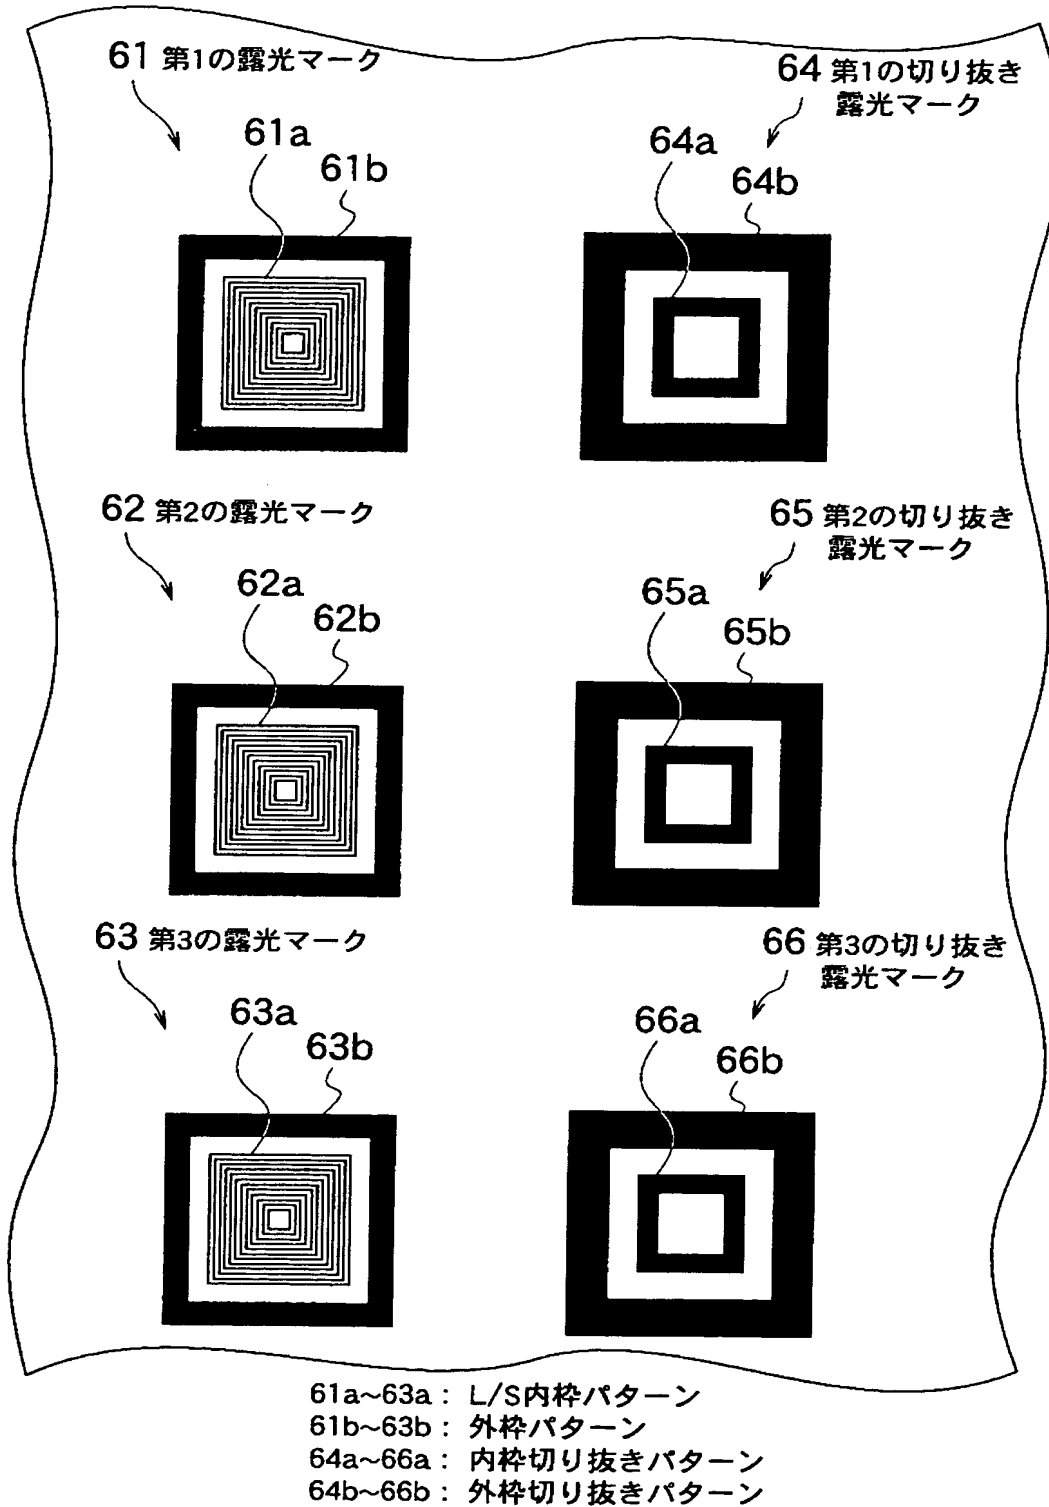 61 第1の露光マーク
64 第1の切り抜き
露光マーク
61a
61b
64a
64b
62 第2の露光マーク
65 第2の切り抜き
露光マーク
62a
62b
65a
65b
63 第3の露光マーク
66 第3の切り抜き
露光マーク
63a
63b
66a
66b
61a~63a : L/S内枠パターン
61b~63b : 外枠パターン
64a~66a : 内枠切り抜きパターン
64b~66b : 外枠切り抜きパターン